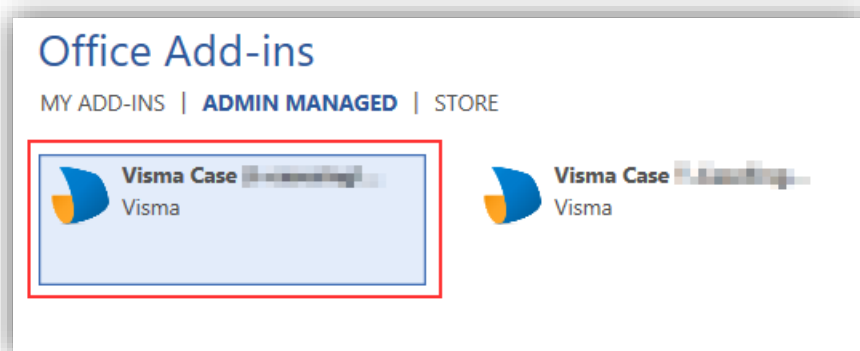 Office Add-ins
MY ADD-INS | ADMIN MANAGED | STORE
Visma Case
Visma
Visma Case
Visma